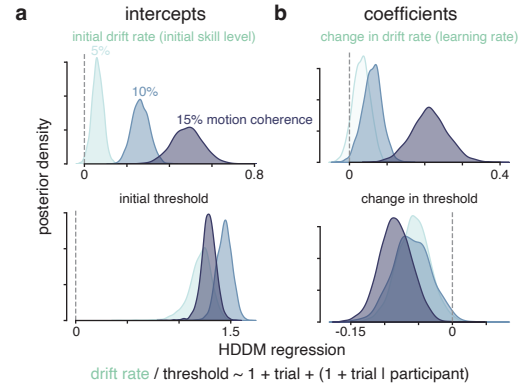 a intercepts
initial drift rate (initial skill level)
5%
10%
15% motion coherence
0 0.8
initial threshold
0 1.5
posterior density
b coefficients
change in drift rate (learning rate)
0 0.4
change in threshold
-0.15 0
HDDM regression
drift rate / threshold ~ 1 + trial + (1 + trial | participant)